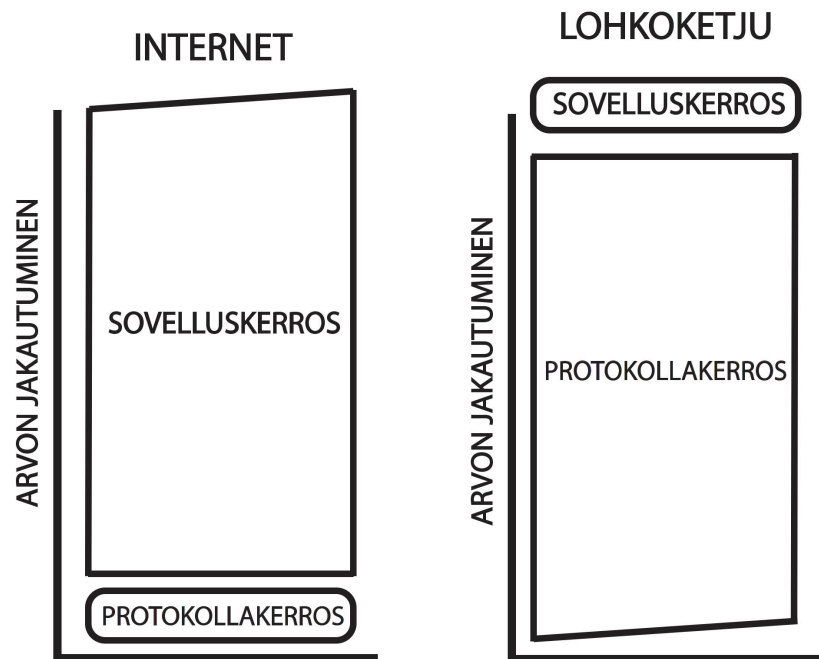 INTERNET
ARVON JAKAUTUMINEN
SOVELLUSKERROS
PROTOKOLLAKERROS
LOHKOKETJU
ARVON JAKAUTUMINEN
SOVELLUSKERROS
PROTOKOLLAKERROS